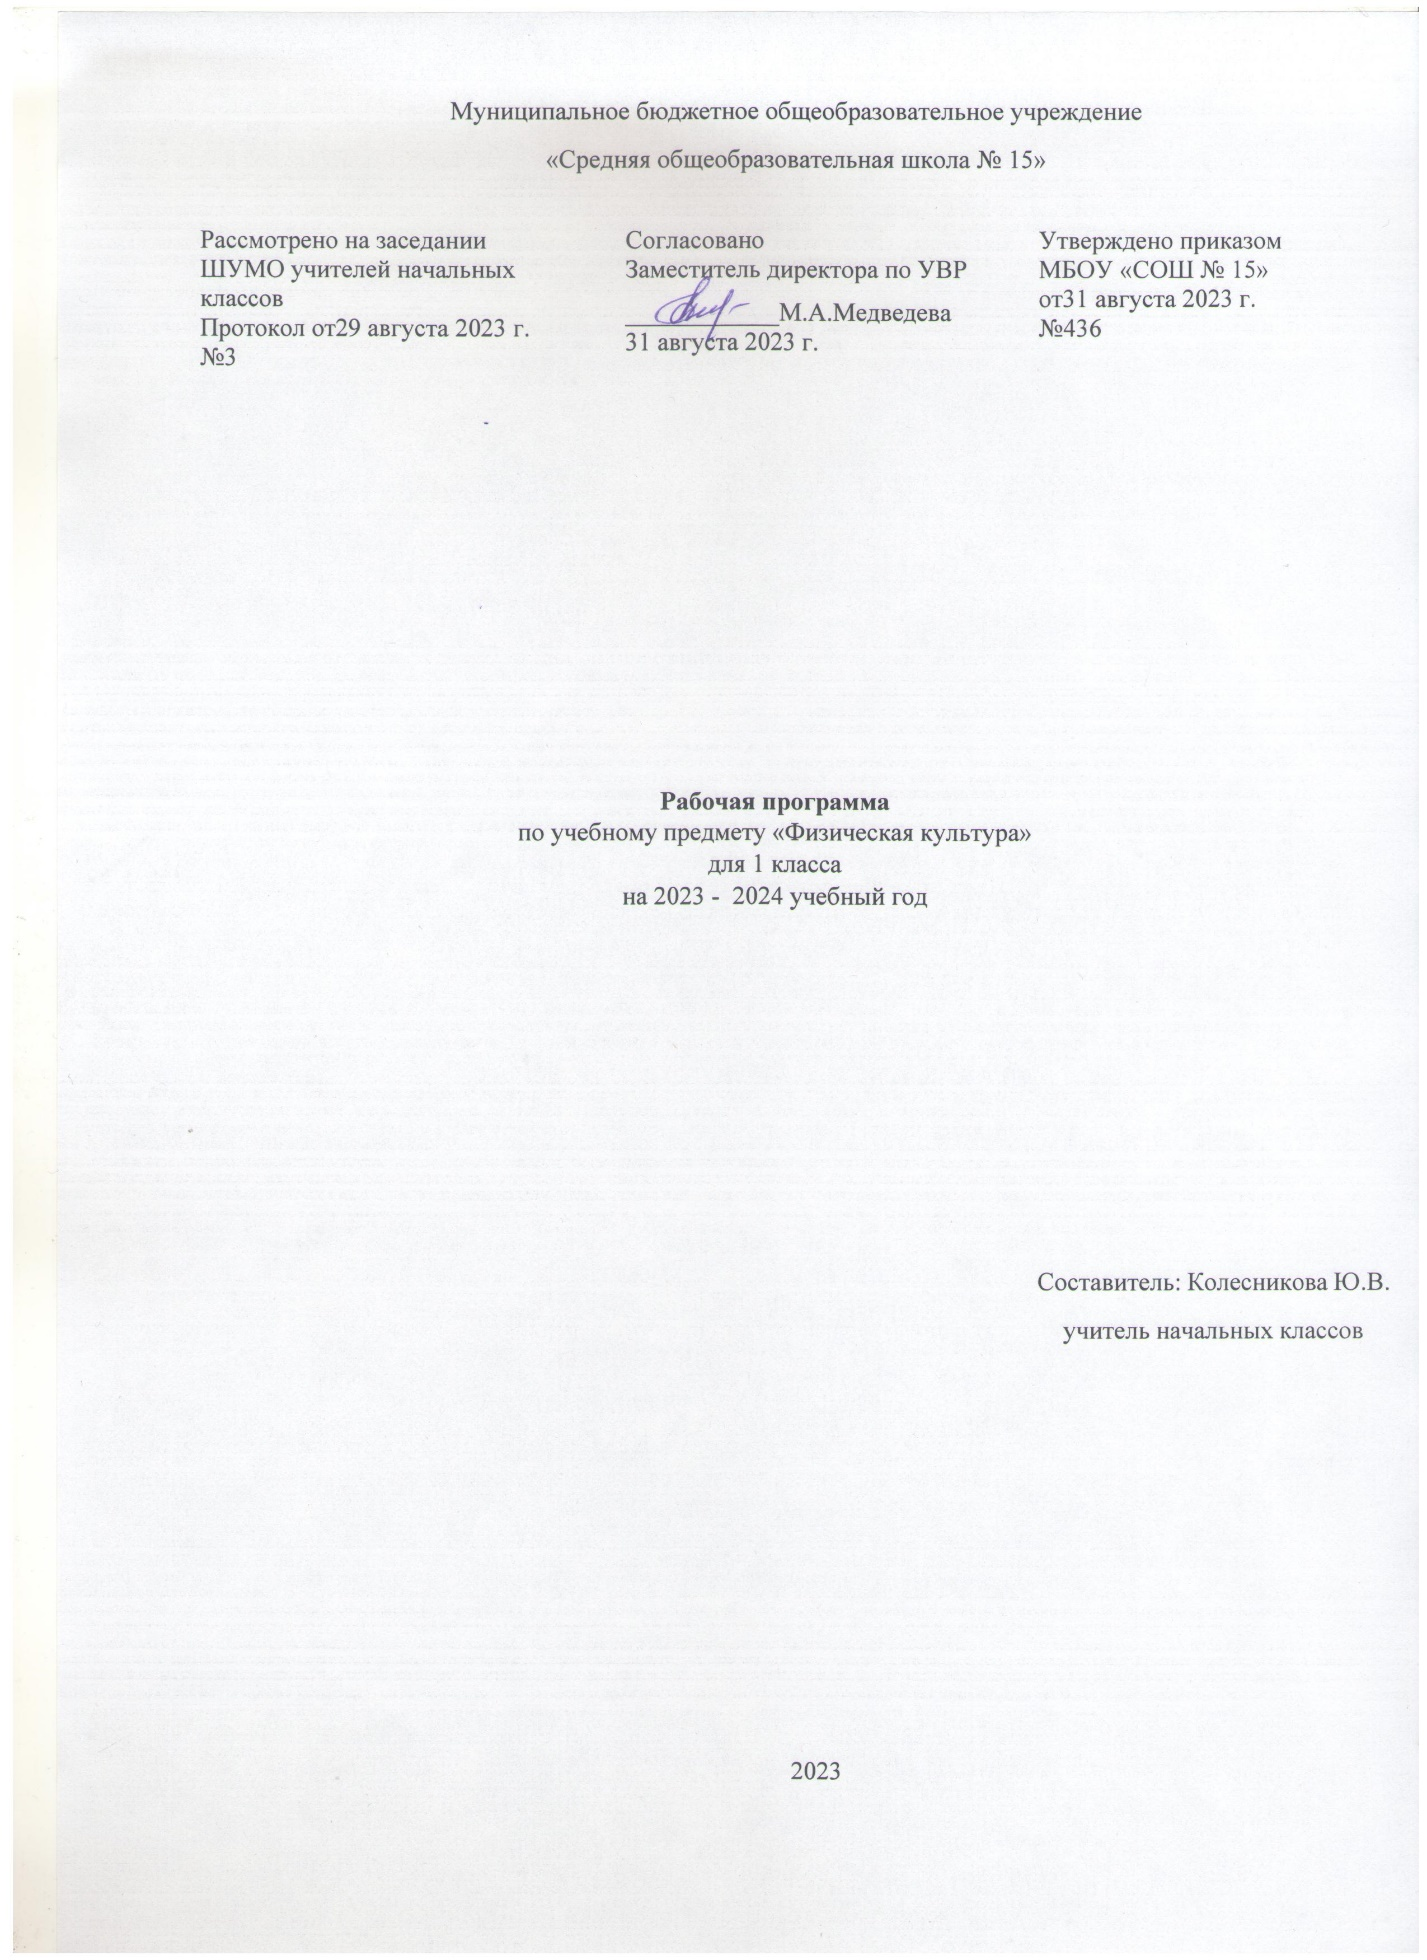 Муниципальное бюджетное общеобразовательное учреждение
«Средняя общеобразовательная школа № 15»
Рассмотрено на заседании
ШУМО учителей начальных
классов
Протокол от29 августа 2023 г.
№3
Согласовано
Заместитель директора по УВР
____________М.А.Медведева
31 августа 2023 г.
Утверждено приказом
МБОУ «СОШ № 15»
от31 августа 2023 г.
№436
Рабочая программа
по учебному предмету «Физическая культура»
для 1 класса
на 2023 -  2024 учебный год
Составитель: Колесникова Ю.В.
учитель начальных классов
2023